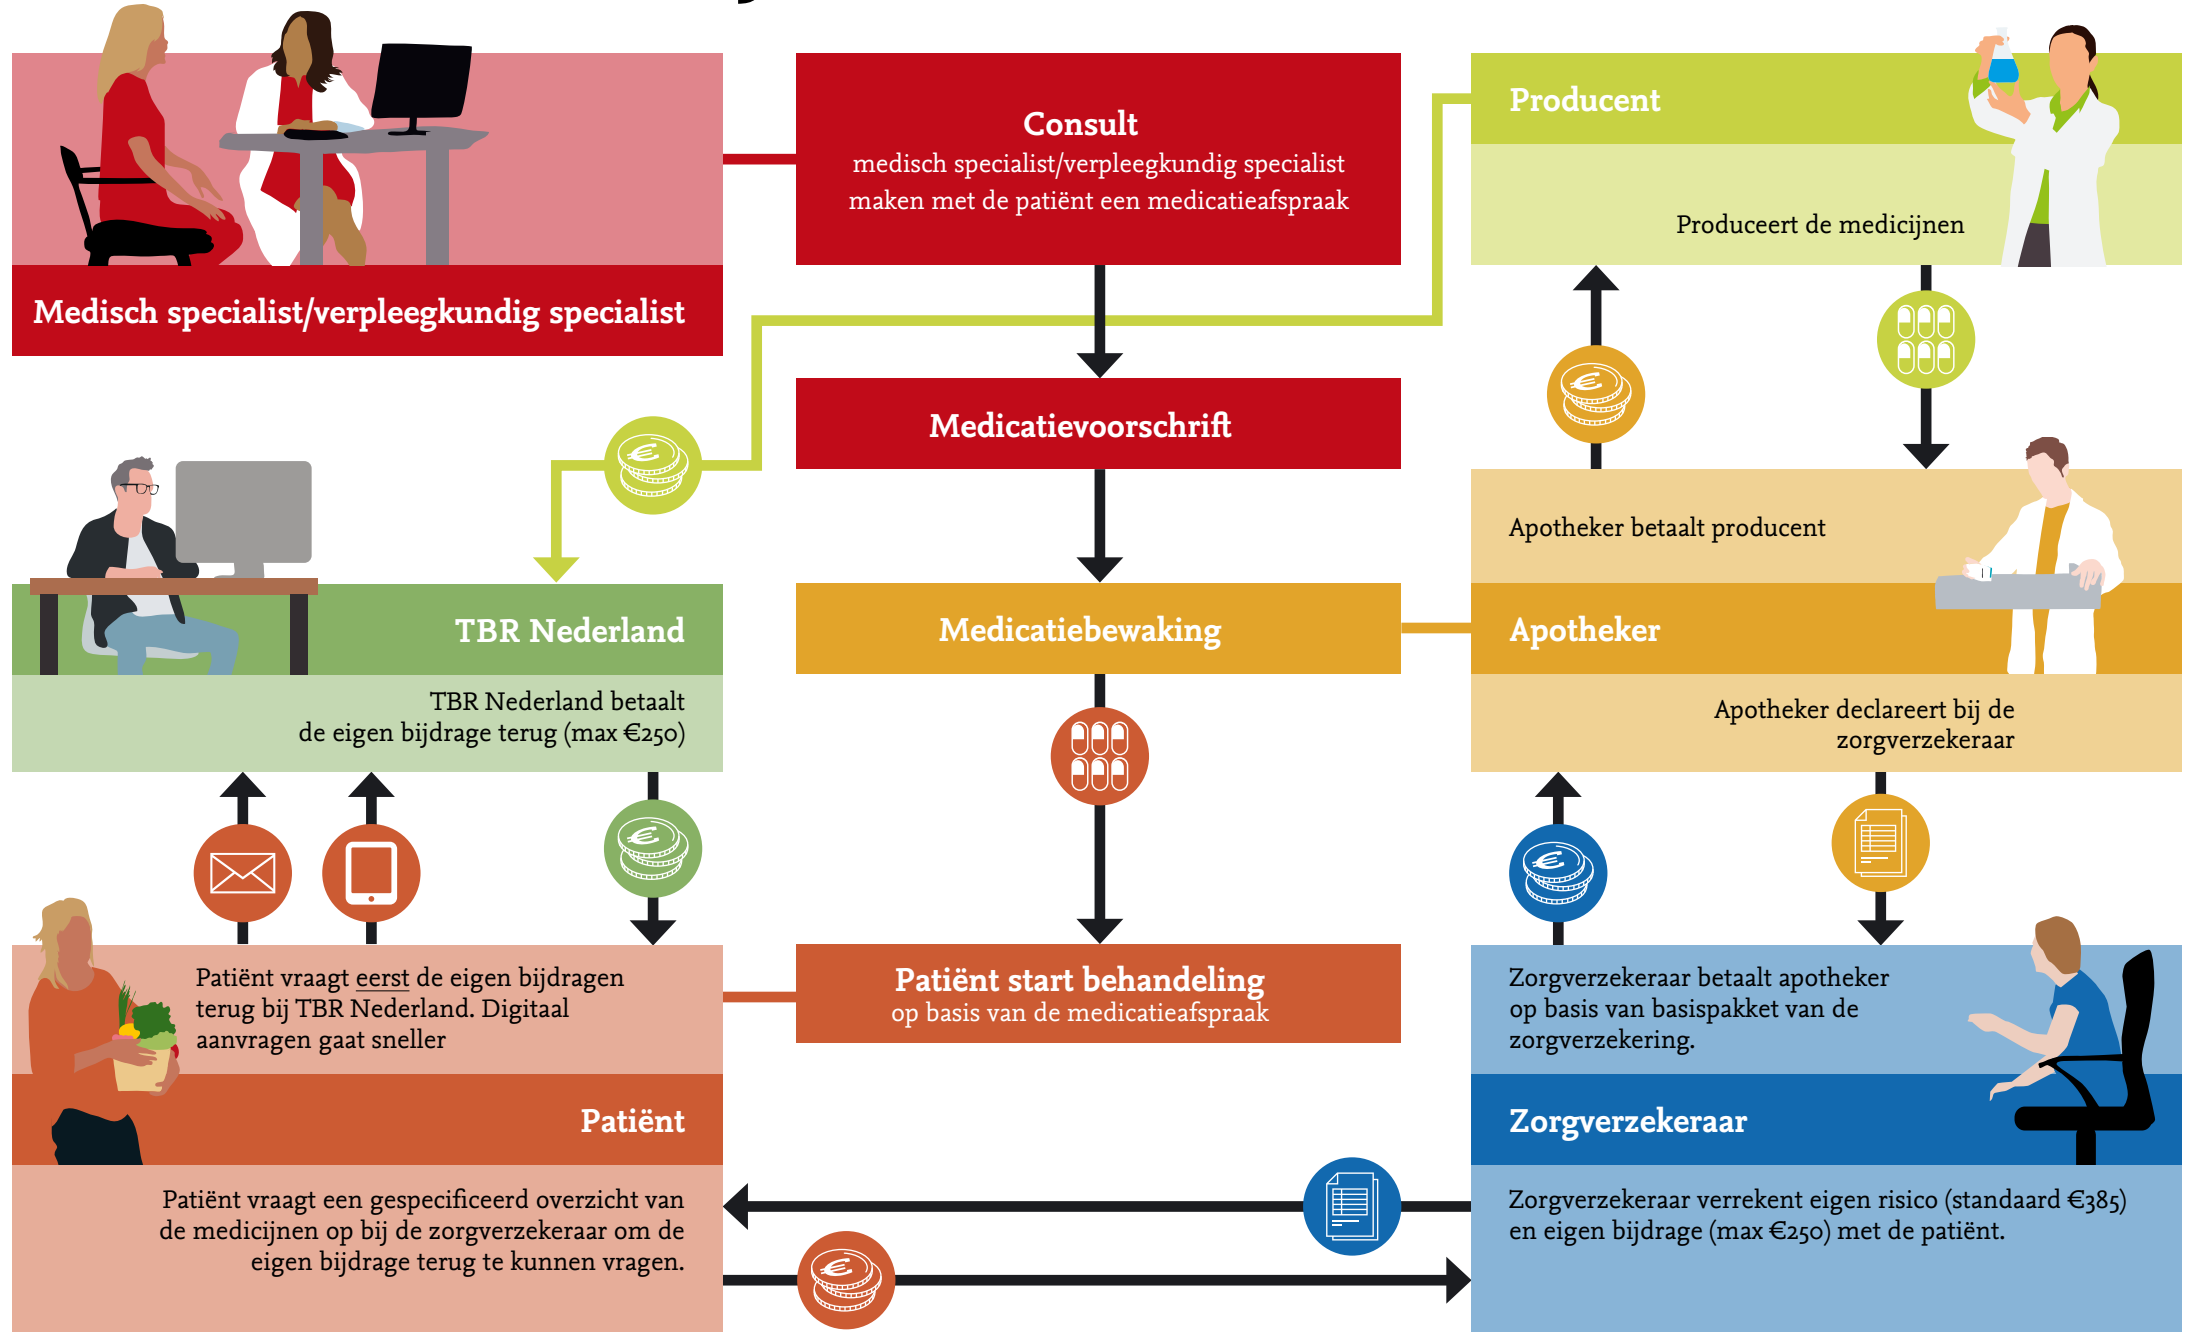 Consult
medisch specialist/verpleegkundig specialist
maken met de patiënt een medicatieafspraak
Producent
Produceert de medicijnen
Medisch specialist/verpleegkundig specialist
Medicatievoorschrift
Apotheker betaalt producent
TBR Nederland
Medicatiebewaking
Apotheker
TBR Nederland betaalt
de eigen bijdrage terug (max €250)
Apotheker declareert bij de
zorgverzekeraar
Patiënt vraagt eerst de eigen bijdragen
terug bij TBR Nederland. Digitaal
aanvragen gaat sneller
Patiënt start behandeling
op basis van de medicatieafspraak
Zorgverzekeraar betaalt apotheker
op basis van basispakket van de
zorgverzekering.
Patiënt
Zorgverzekeraar
Patiënt vraagt een gespecificeerd overzicht van
de medicijnen op bij de zorgverzekeraar om de
eigen bijdrage terug te kunnen vragen.
Zorgverzekeraar verrekent eigen risico (standaard €385)
en eigen bijdrage (max €250) met de patiënt.